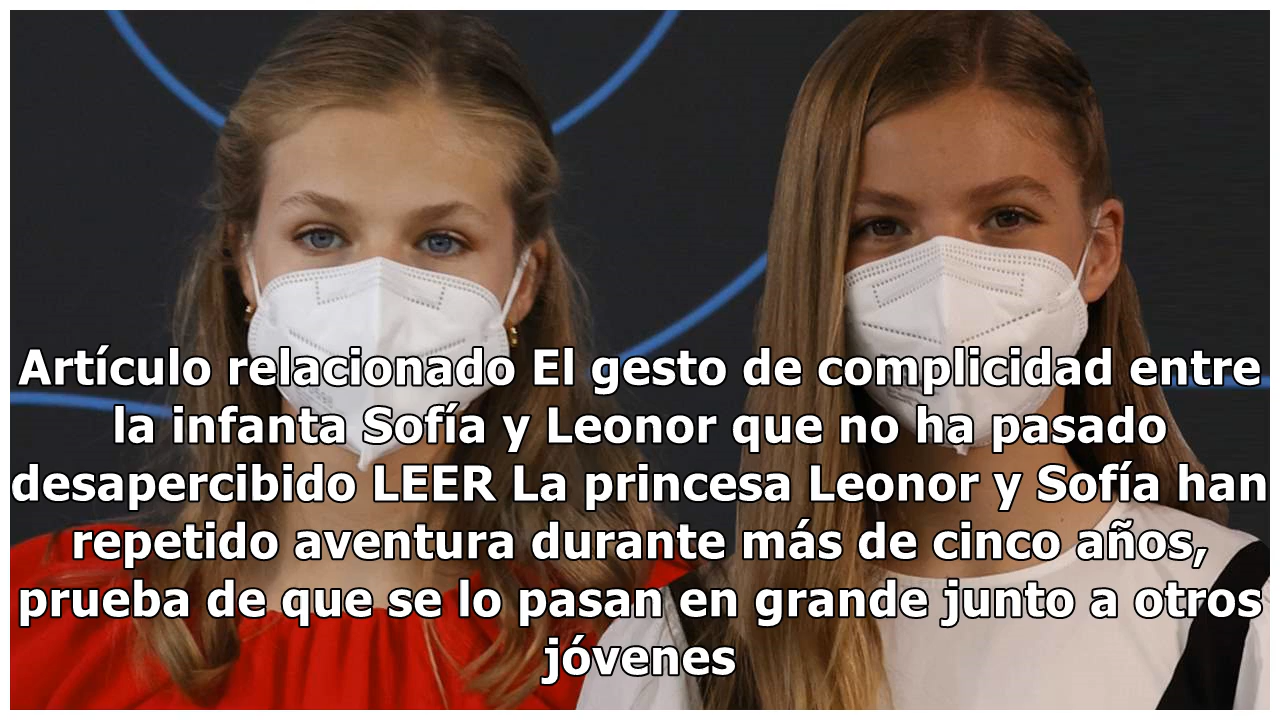 Artículo relacionado El gesto de complicidad entre
la infanta Sofía y Leonor que no ha pasado
desapercibido LEER La princesa Leonor y Sofía han
repetido aventura durante más de cinco años,
prueba de que se lo pasan en grande junto a otros
jóvenes